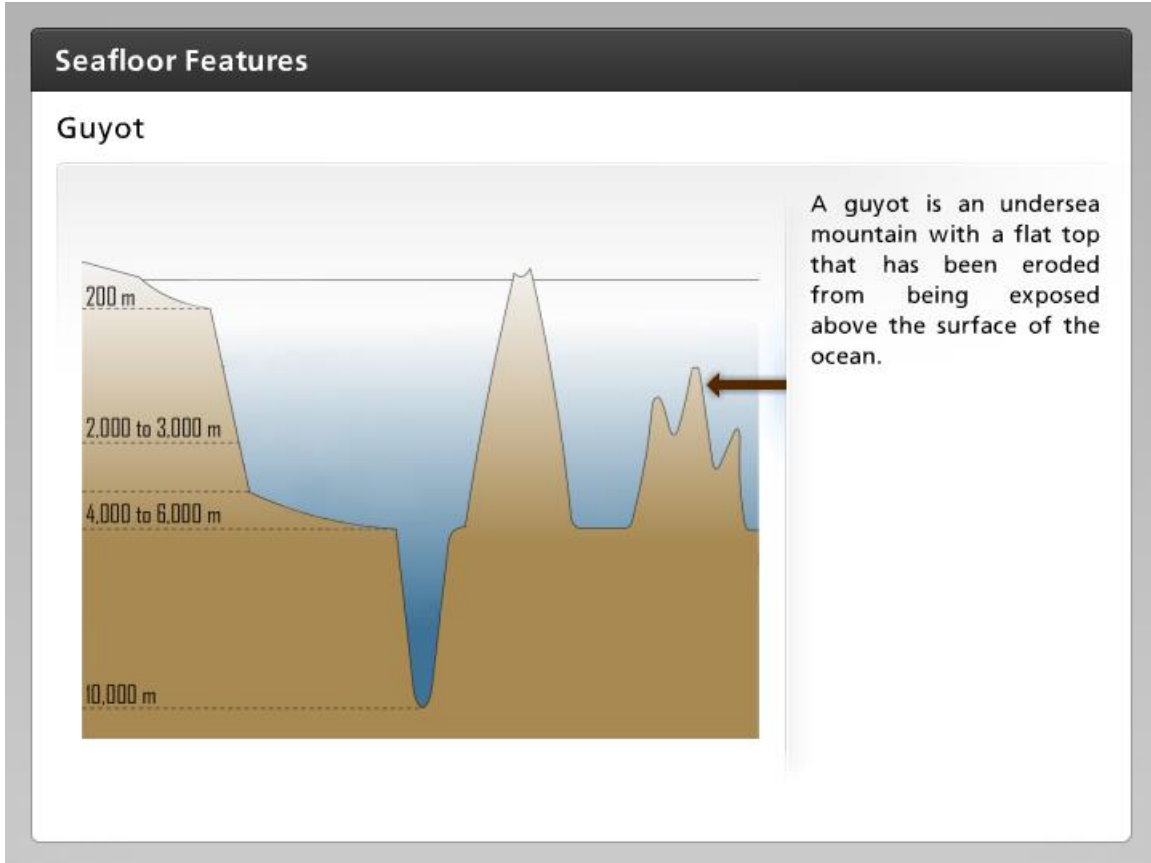 Seafloor Features
Guyot
A guyot is an undersea
mountain with a flat top
that has been eroded
from being exposed
above the surface of the
ocean.
200 m
2,000 to 3,000 m
4,000 to 6,000 m
10,000 m